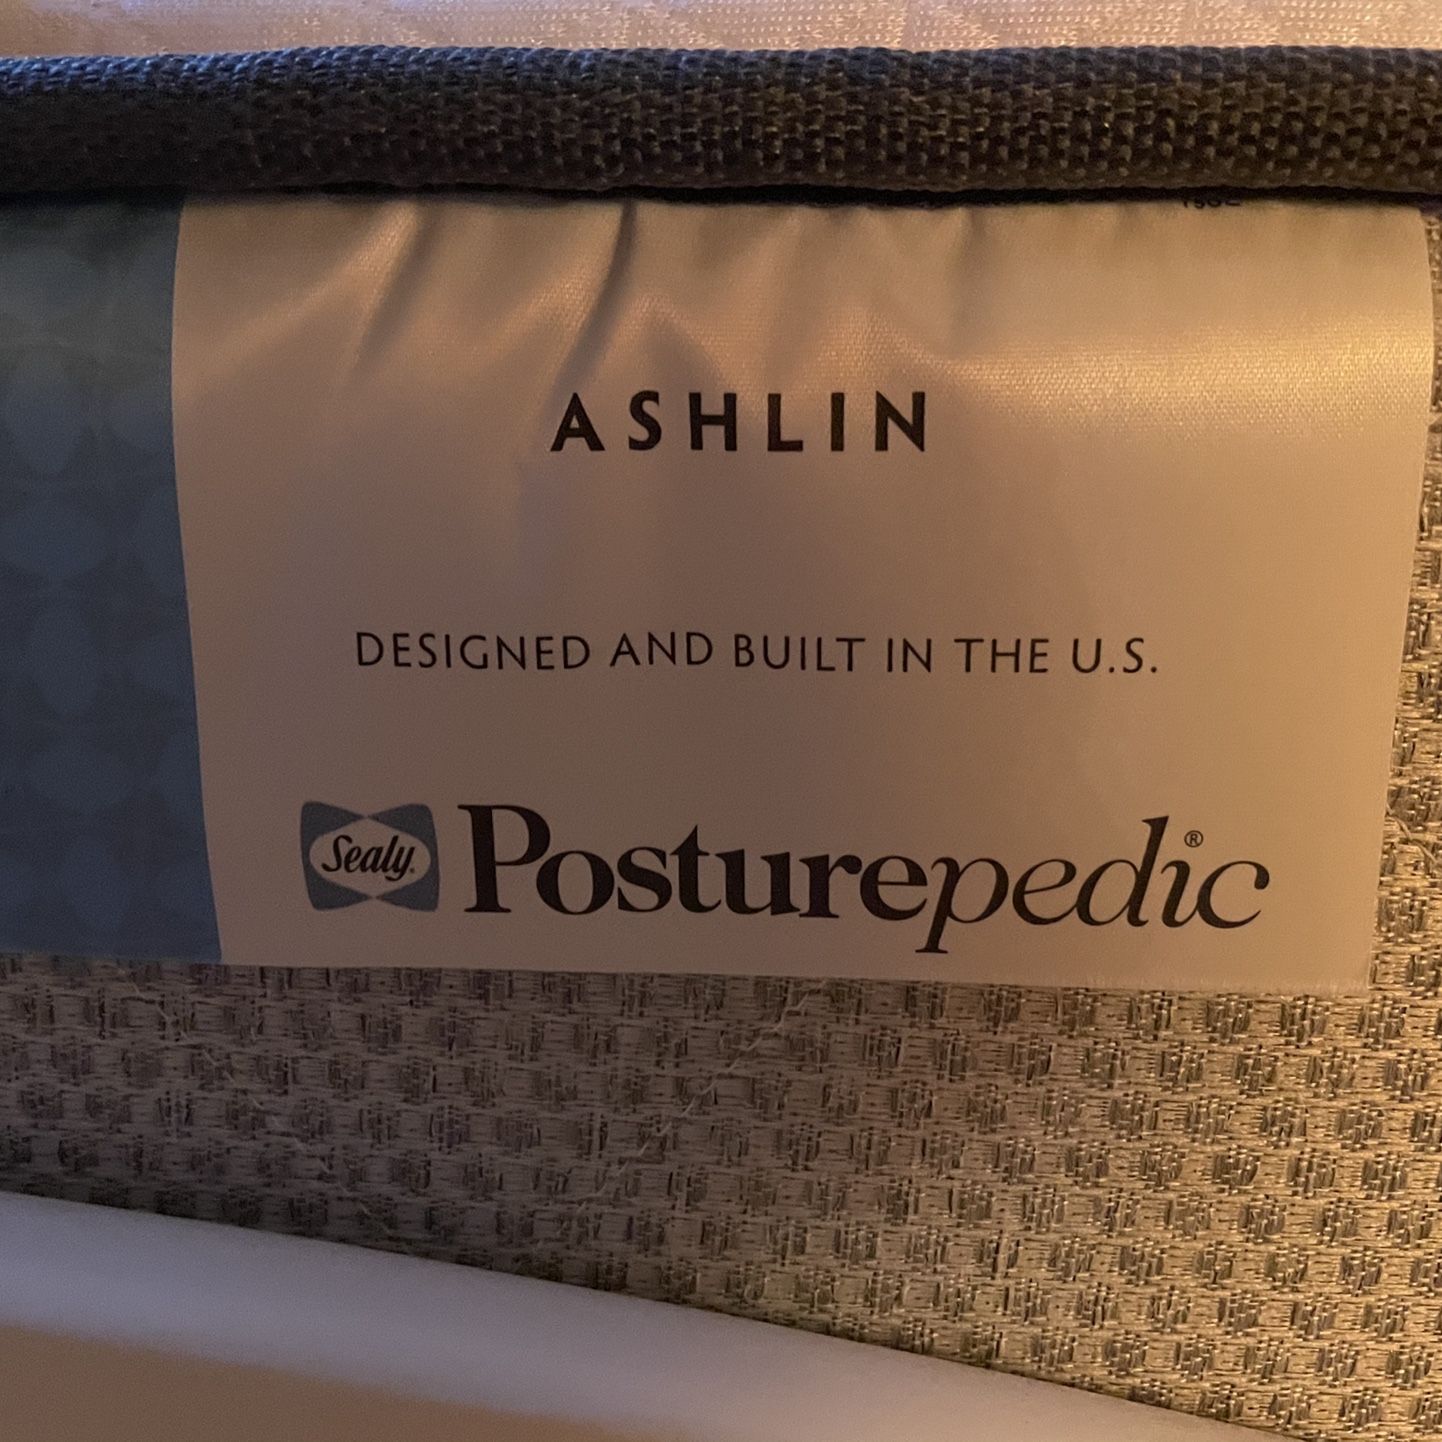 ASHLIN
DESIGNED AND BUILT IN THE U.S.
Sealy Posturepedic®